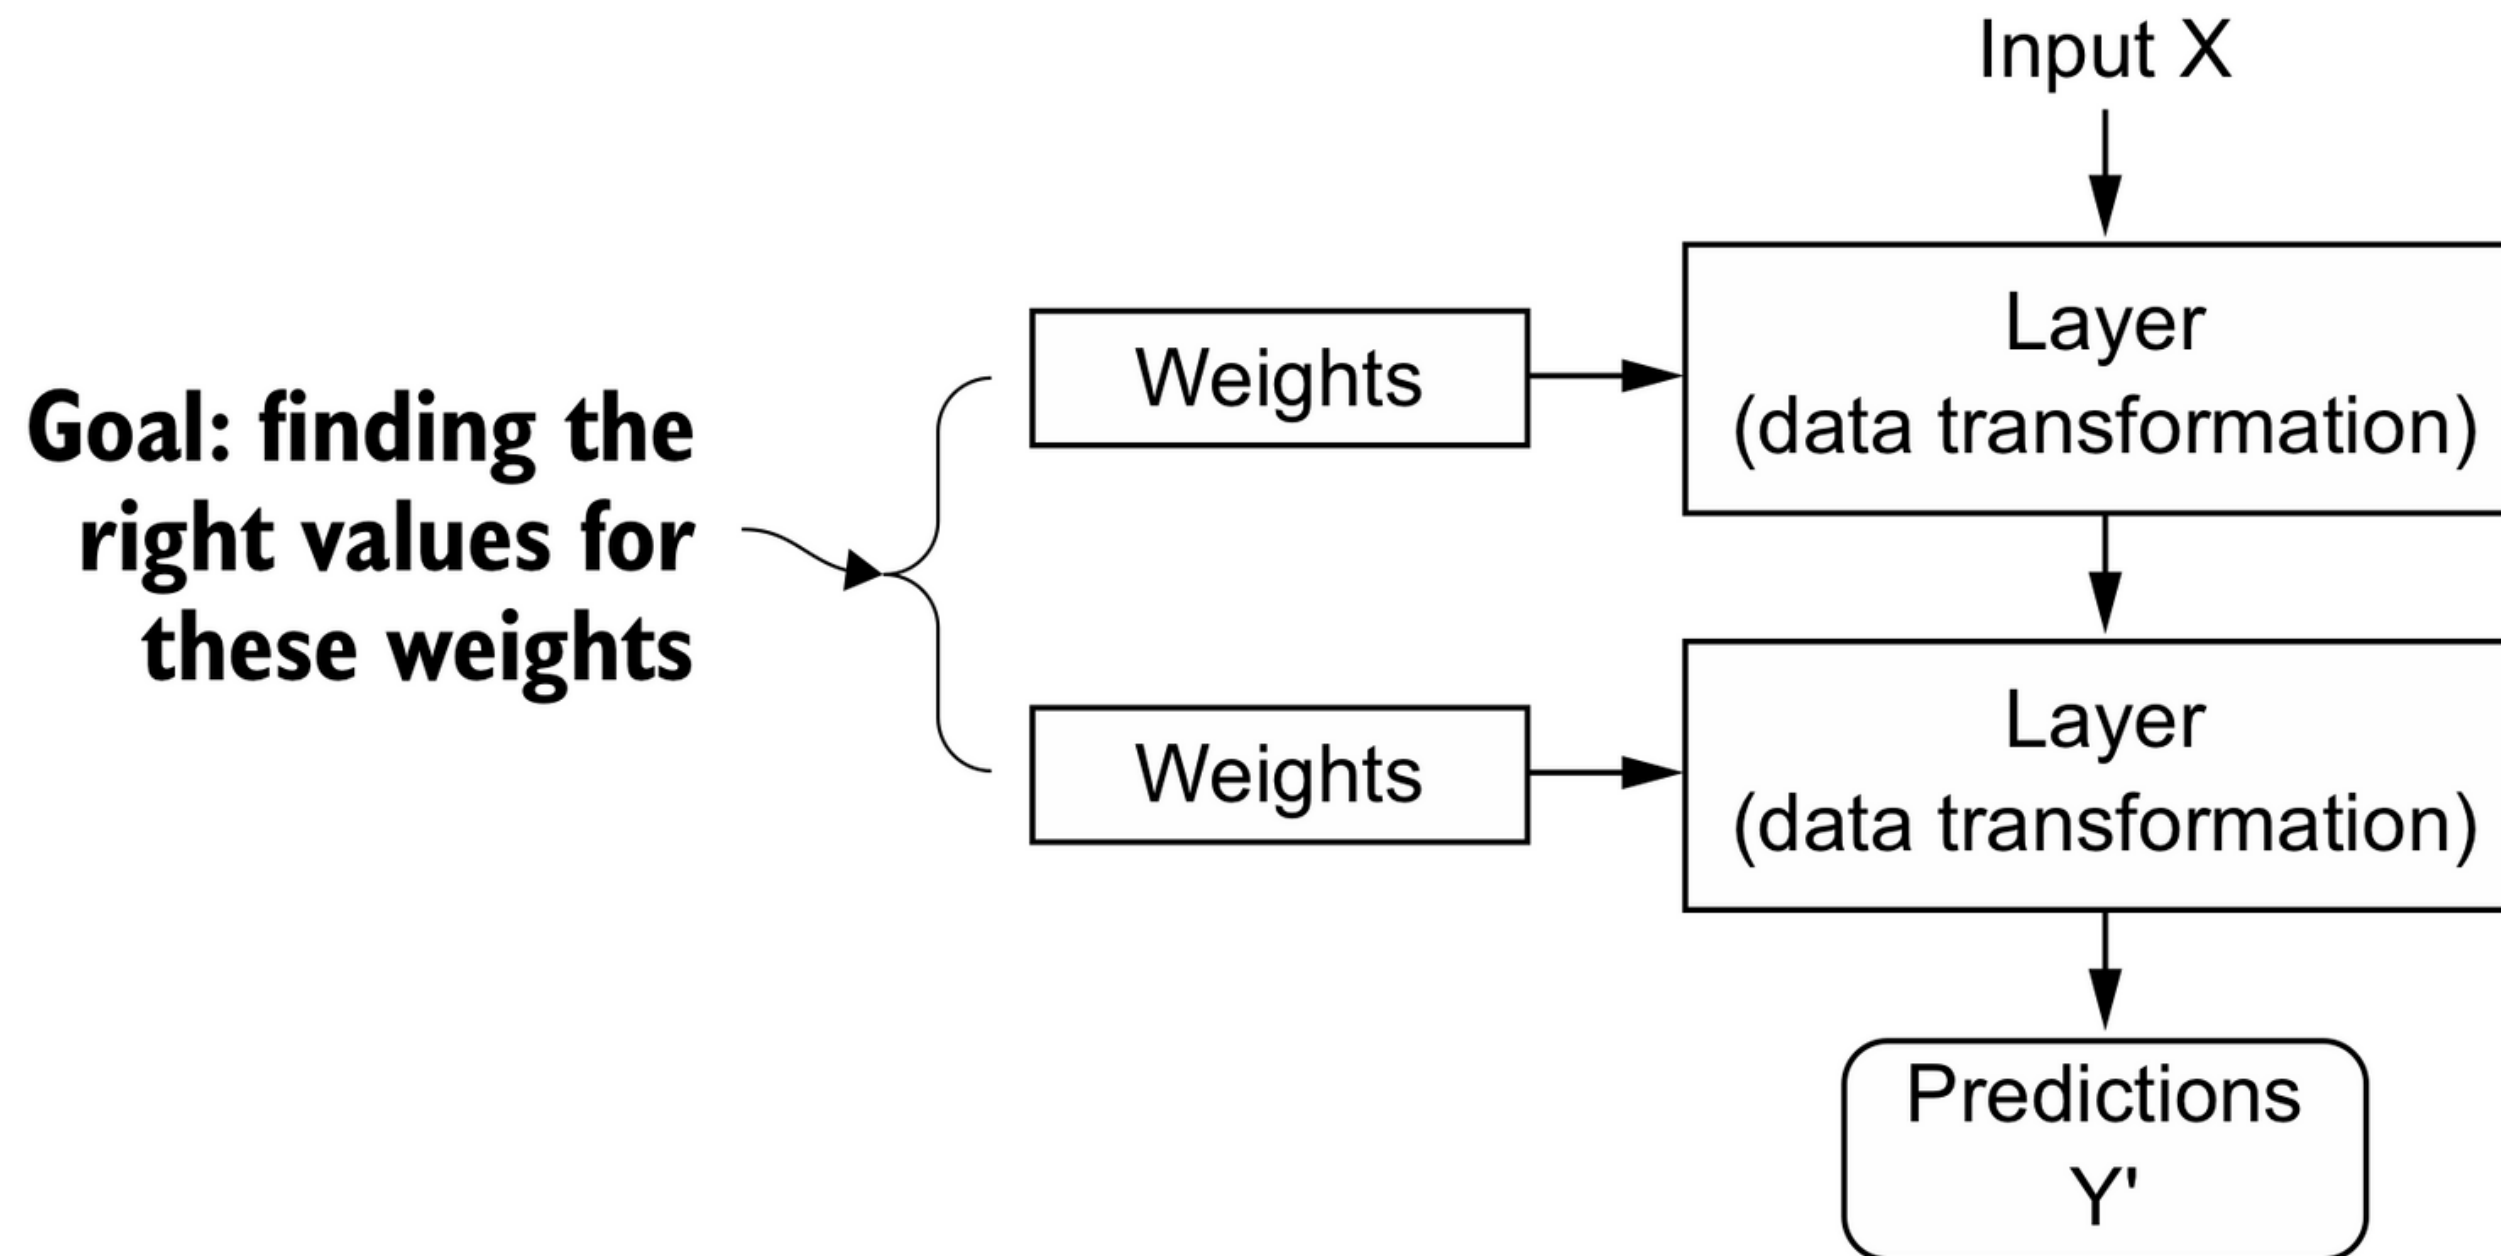 Input X
Goal: finding the
right values for
these weights
Weights
Layer
(data transformation)
Weights
Layer
(data transformation)
Predictions
Y'